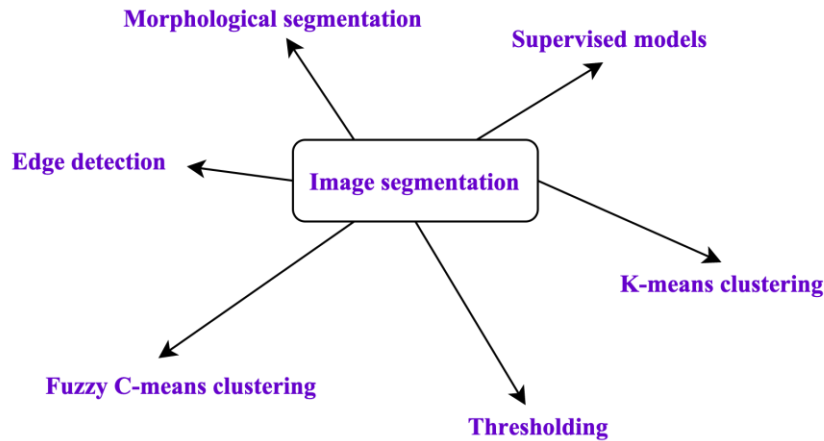 Morphological segmentation
Supervised models
Edge detection
Image segmentation
K-means clustering
Fuzzy C-means clustering
Thresholding